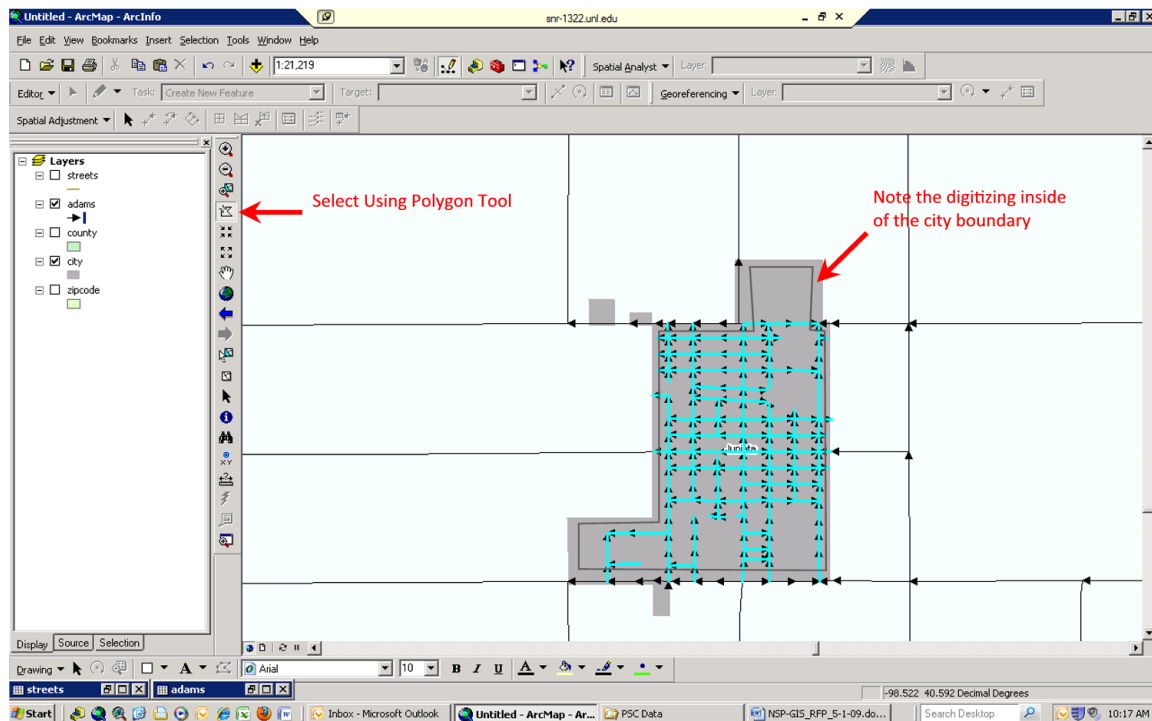 Untitled - ArcMap - ArcInfo
snr-1322.unl.edu
File Edit View Bookmarks Insert Selection Tools Window Help
1:21,219
Spatial Analyst
Layer:
Editor
Task:
Create New Feature
Target:
Georeferencing
Layer:
Spatial Adjustment
Layers
streets
adams
county
city
zipcode
Select Using Polygon Tool
Note the digitizing inside
of the city boundary
XY
Juniata
Display Source Selection
Drawing
A
Arial
10
B I U A
streets
adams
-98.522 40.592 Decimal Degrees
Start
Inbox - Microsoft Outlook
Untitled - ArcMap - Ar...
PSC Data
NSP-GIS_RFP_5-1-09.do...
Search Desktop
10:17 AM